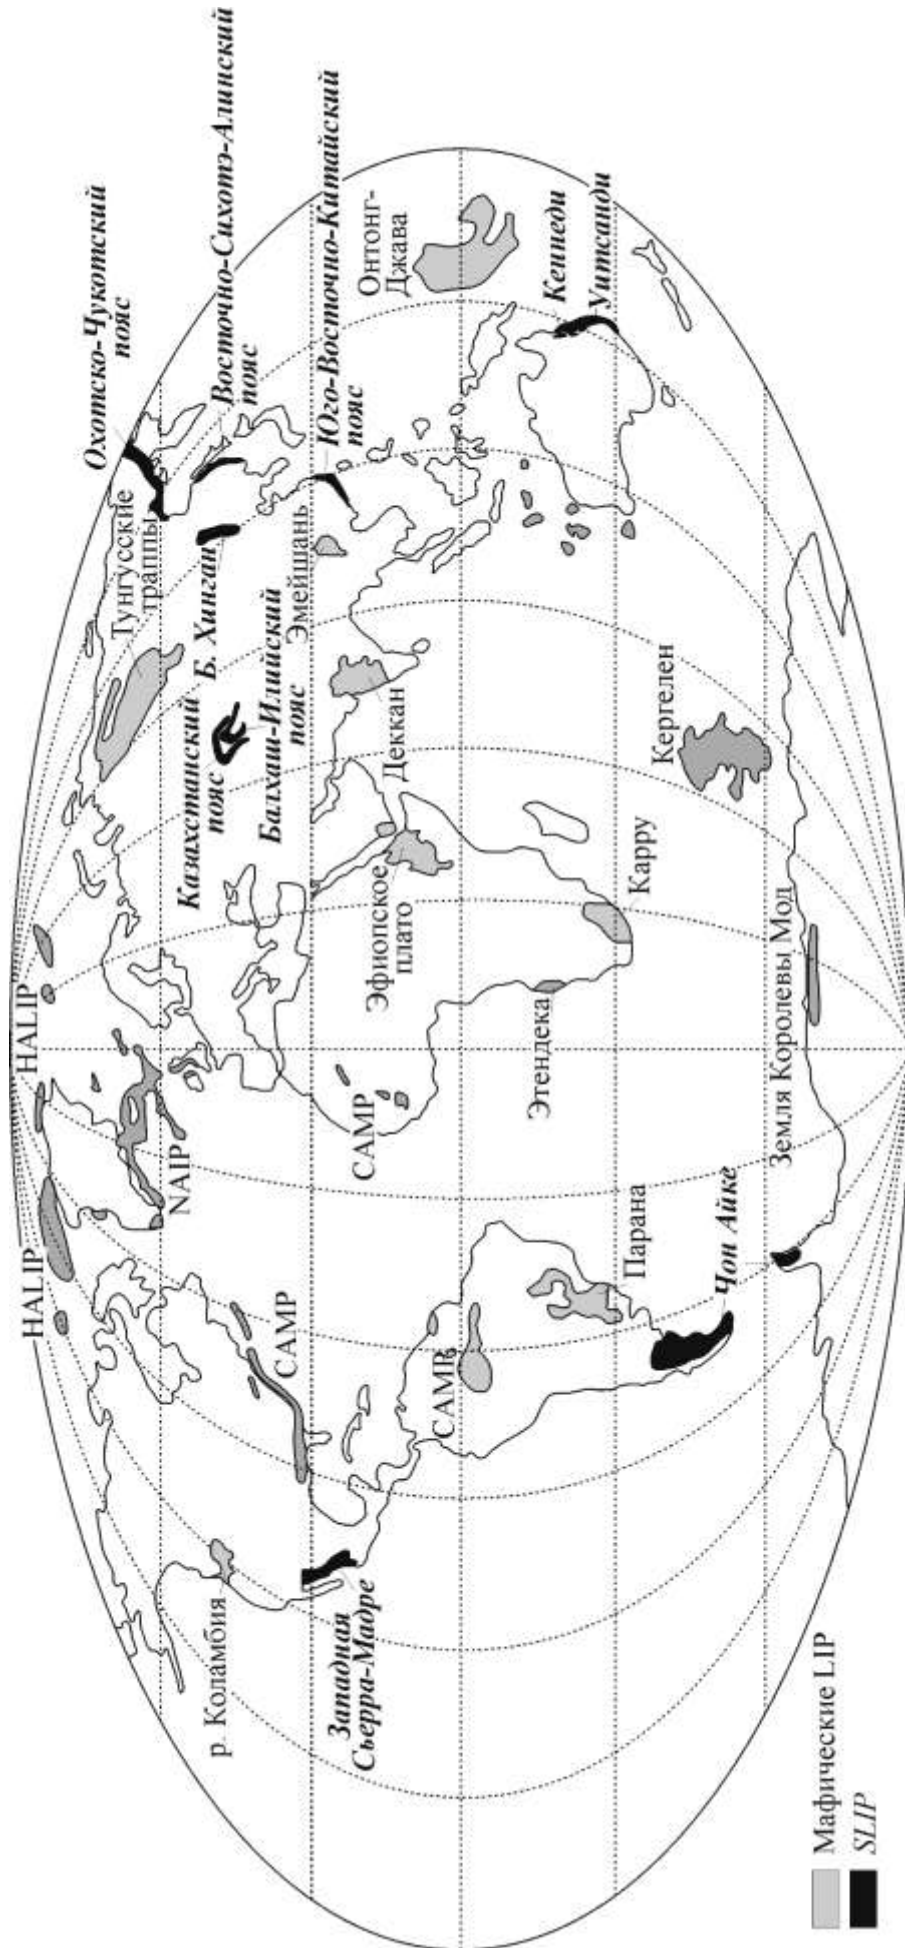 HALIP
HALIP
NAIP
CAMP
р. Коламбия
Западная
Сьерра-Мадре
CAMP
CAMP
Парана
Чон Айке
Этендека
Карру
Эфиопское
плато
Земля Королевы Мод
Кергелен
Деккан
Казахстанский
пояс
Балхаш-Илийский
пояс
Б. Хинган
Эмейшань
Тунгусские
траппы
Охотско-Чукотский
пояс
Восточно-Сихотэ-Алинский
пояс
Юго-Восточно-Китайский
пояс
Онтонг-
Джава
Кеннеди
Уитсанди
Мафические LIP
SLIP